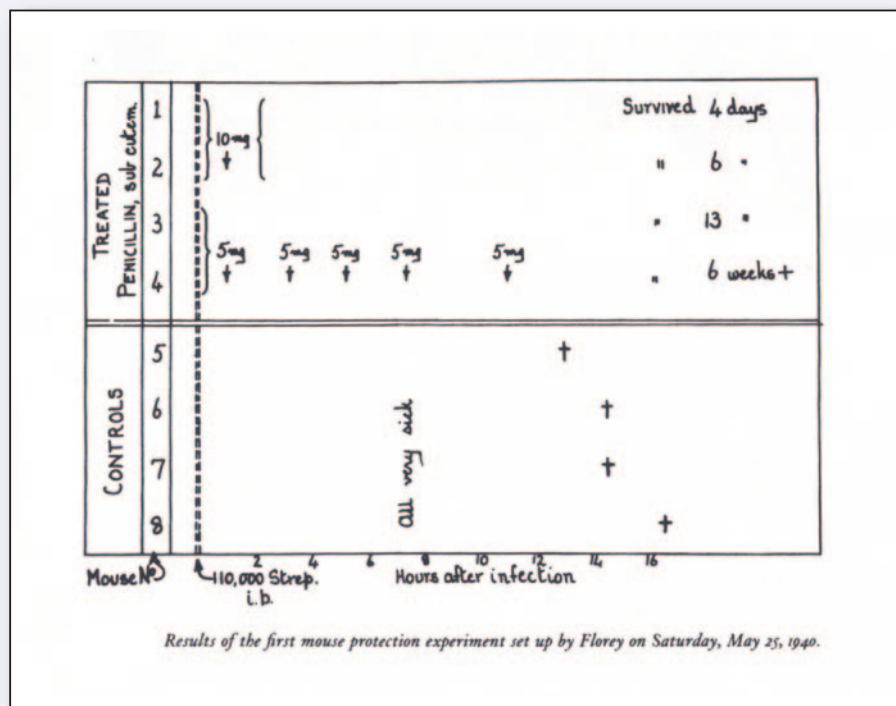 TREATED
PENICILLIN, sub cutem.
1 Survived 4 days
10 mg
2 " 6 "
3 " 13 "
5 mg 5 mg 5 mg 5 mg 5 mg
4 " 6 weeks +
CONTROLS
5 †
6 †
7 †
8 †
All very sick
2 4 6 8 10 12 14 16
Mouse Nº 110,000 Strep. Hours after infection
Results of the first mouse protection experiment set up by Florey on Saturday, May 25, 1940.